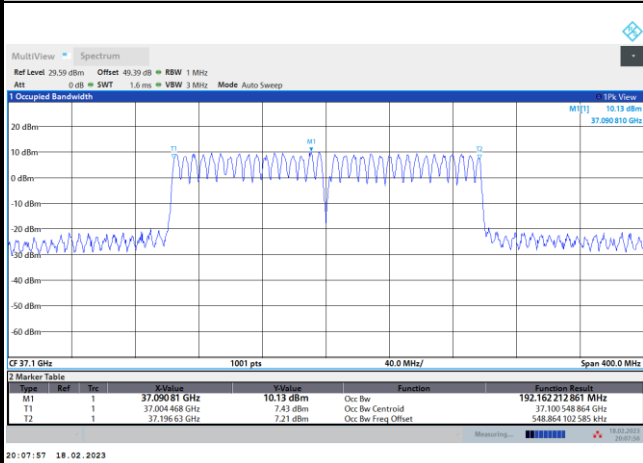 MultiView Spectrum
Ref Level 29.59 dBm Offset 49.39 dB RBW 1 MHz
Att 0 dB SWT 1.6 ms VBW 3 MHz Mode Auto Sweep
1 Occupied Bandwidth 1Pk View
M1[1] 10.13 dBm
37.090 810 GHz
20 dBm
M1
T1 T2
10 dBm
0 dBm
-10 dBm
-20 dBm
-30 dBm
-40 dBm
-50 dBm
-60 dBm
CF 37.1 GHz 1001 pts 40.0 MHz/ Span 400.0 MHz
2 Marker Table
Type Ref Trc X-Value Y-Value Function Function Result
M1 1 37.090 81 GHz 10.13 dBm Occ Bw 192.162 212 861 MHz
T1 1 37.004 468 GHz 7.43 dBm Occ Bw Centroid 37.100 548 864 GHz
T2 1 37.196 63 GHz 7.21 dBm Occ Bw Freq Offset 548.864 102 585 kHz
Measuring... 18.02.2023
20:07:56
20:07:57 18.02.2023